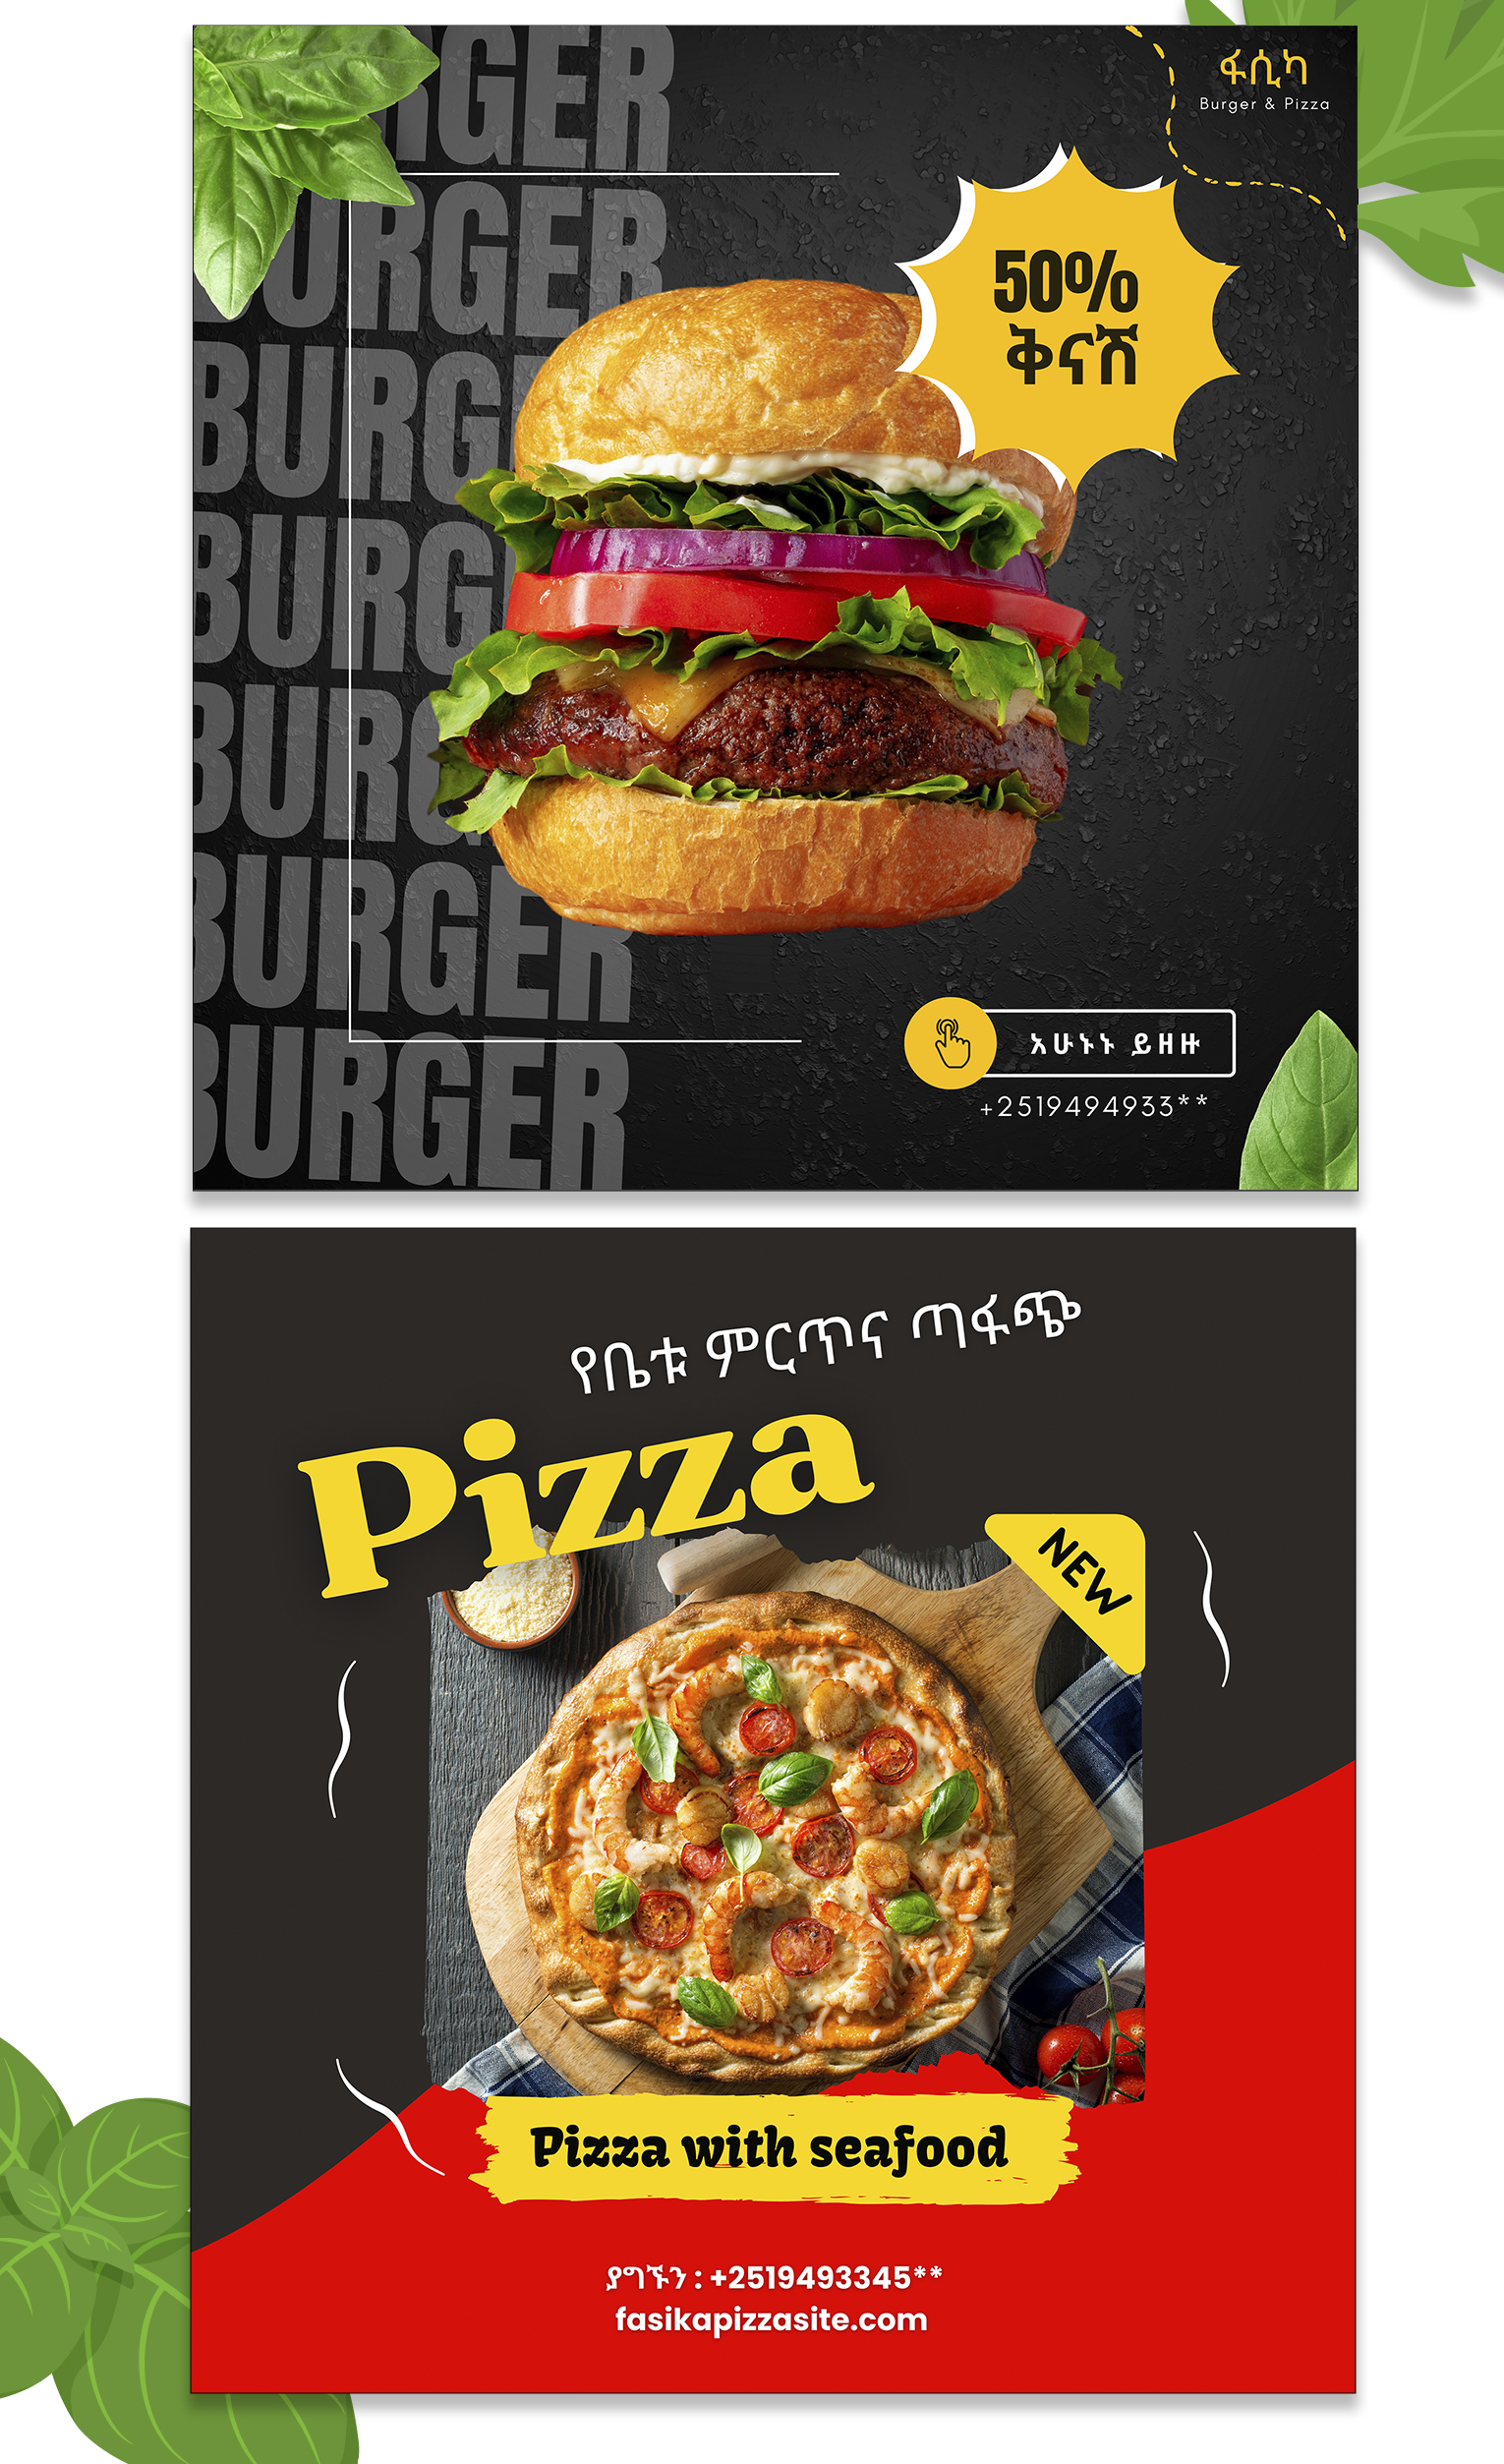 ፋሲካ
Burger & Pizza
BURGER
BURGER
BURGER
BURGER
BURGER
BURGER
BURGER
50%
ቅናሽ
አሁኑኑ ይዘዙ
+2519494933**
የቤቱ ምርጥና ጣፋጭ
Pizza
NEW
Pizza with seafood
ያግኙን : +2519493345**
fasikapizzasite.com